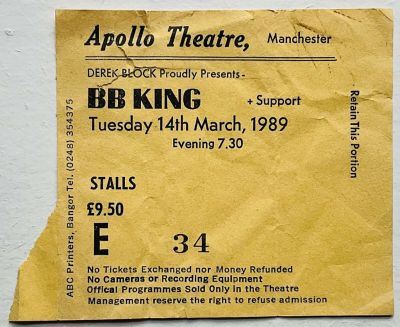 Apollo Theatre, Manchester
DEREK BLOCK Proudly Presents -
BB KING + Support
Tuesday 14th March, 1989
Evening 7.30
STALLS
£9.50
E 34
No Tickets Exchanged nor Money Refunded
No Cameras or Recording Equipment
Offical Programmes Sold Only in the Theatre
Management reserve the right to refuse admission
ABC Printers, Bangor Tel. (0248) 354375
Retain This Portion